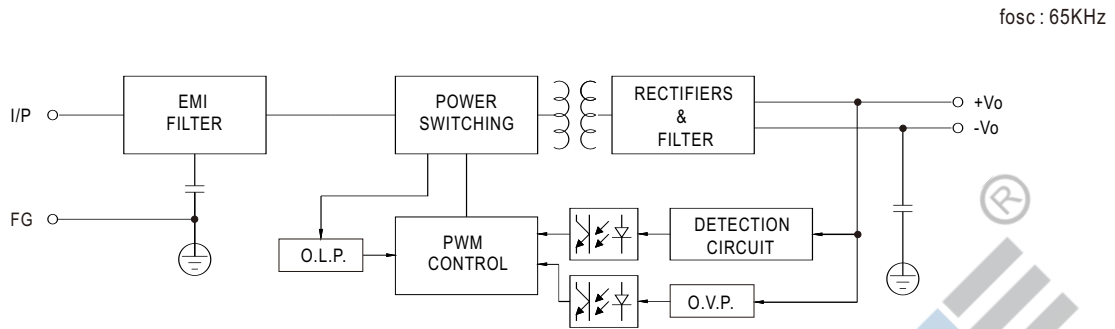 fosc : 65KHz
I/P
EMI
FILTER
POWER
SWITCHING
RECTIFIERS
&
FILTER
+Vo
-Vo
FG
O.L.P.
PWM
CONTROL
DETECTION
CIRCUIT
O.V.P.
®